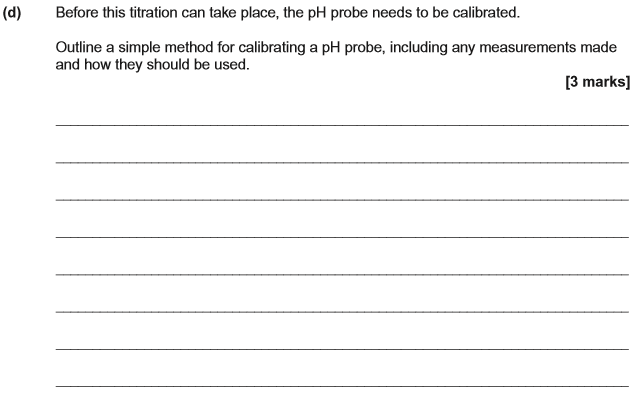 (d) Before this titration can take place, the pH probe needs to be calibrated.
Outline a simple method for calibrating a pH probe, including any measurements made
and how they should be used.
[3 marks]